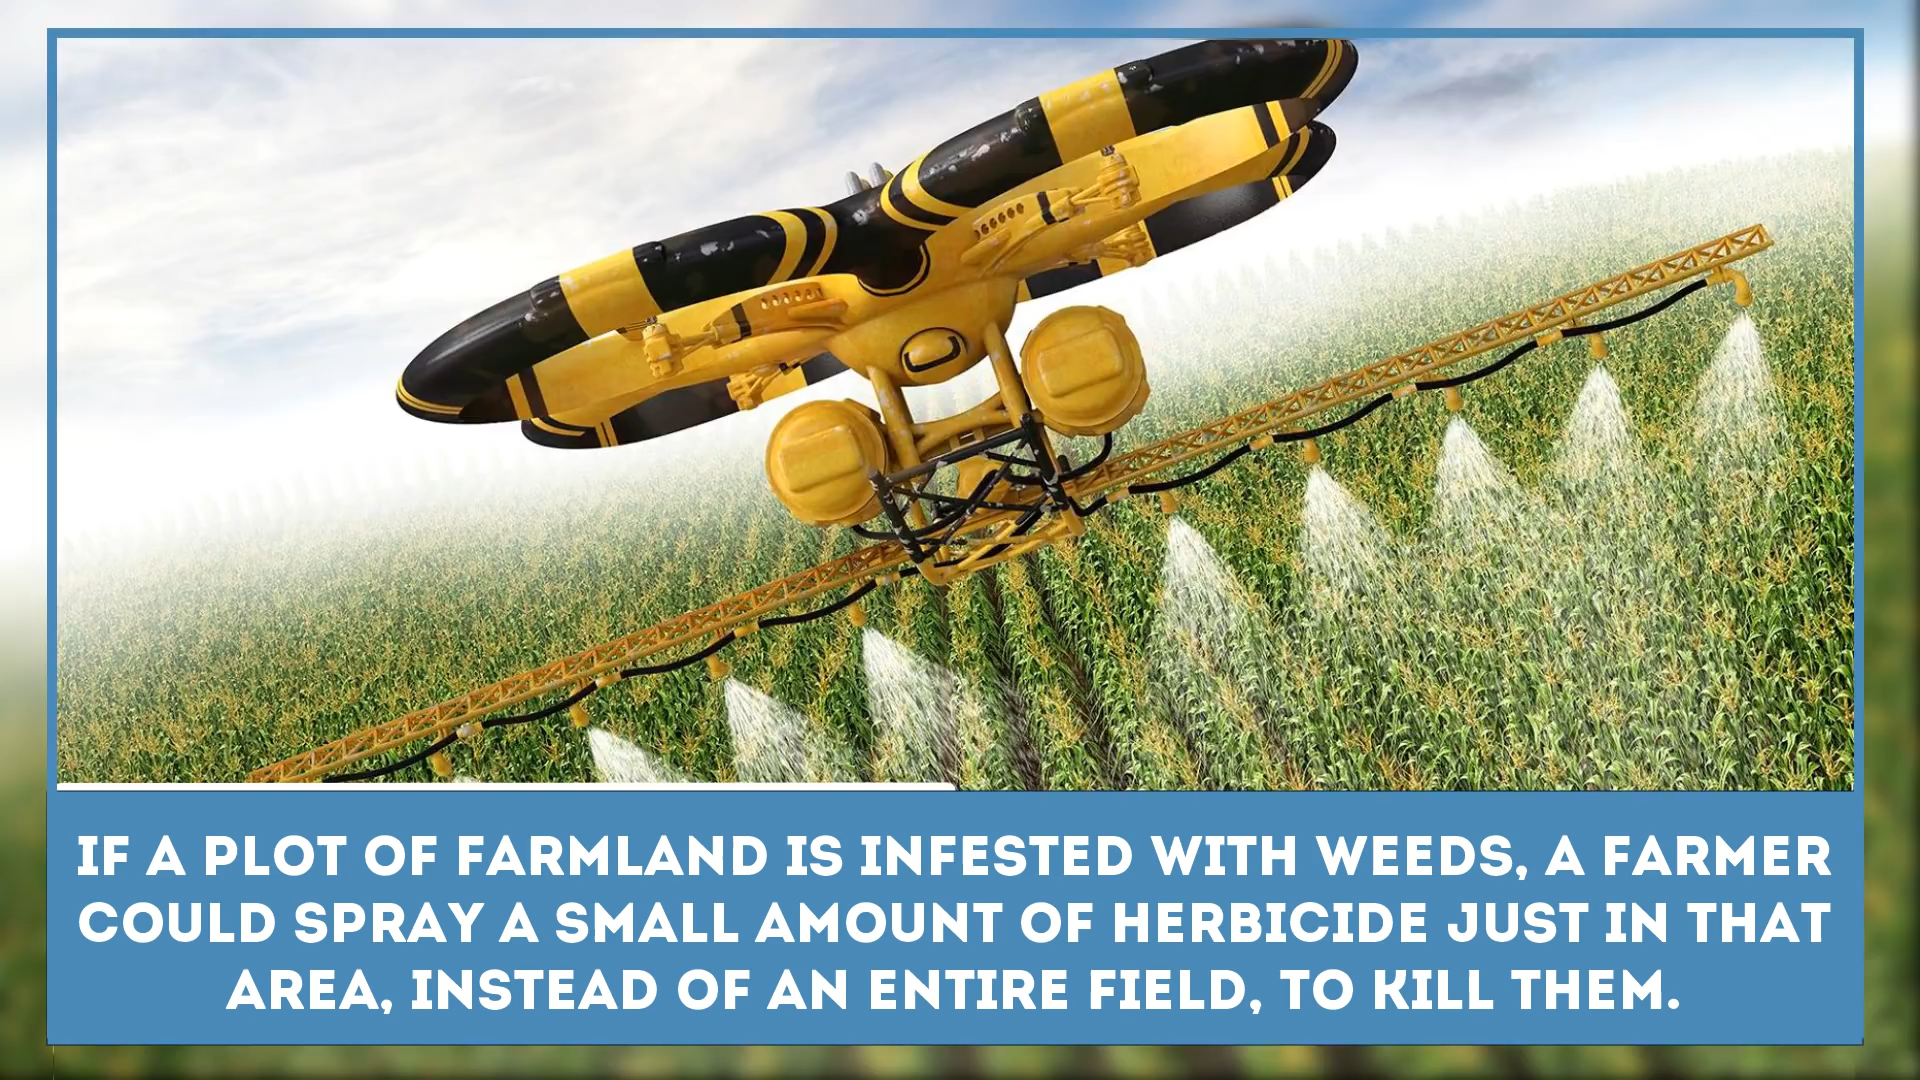 IF A PLOT OF FARMLAND IS INFESTED WITH WEEDS, A FARMER
COULD SPRAY A SMALL AMOUNT OF HERBICIDE JUST IN THAT
AREA, INSTEAD OF AN ENTIRE FIELD, TO KILL THEM.